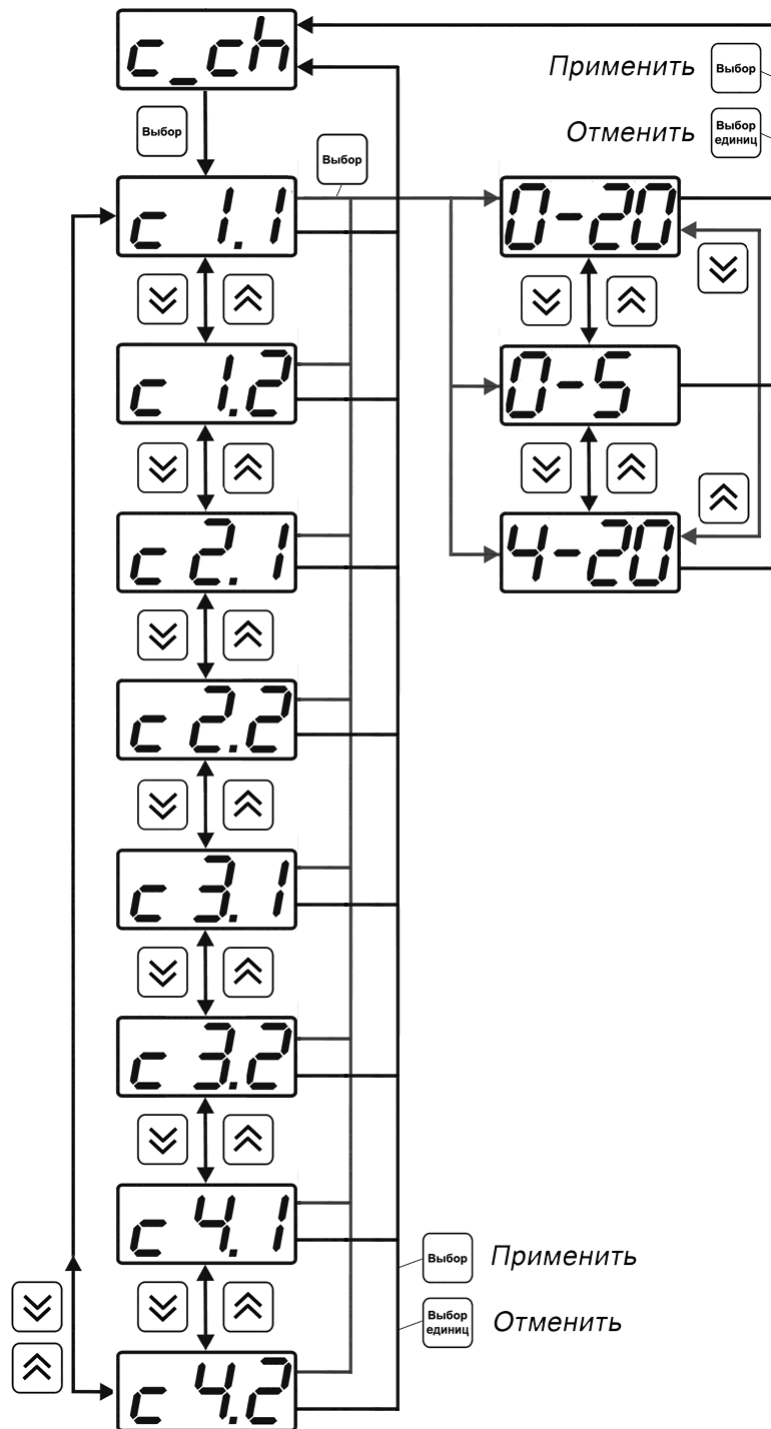 c_ch
Применить Выбор
Отменить Выбор единиц
Выбор
Выбор
c 1.1
0-20
c 1.2
0-5
c 2.1
4-20
c 2.2
c 3.1
c 3.2
c 4.1
Выбор Применить
Выбор единиц Отменить
c 4.2